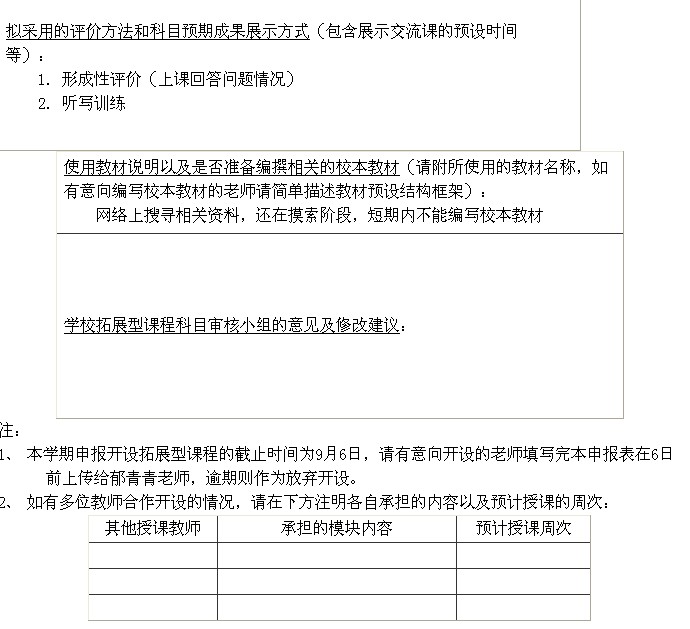 拟采用的评价方法和科目预期成果展示方式（包含展示交流课的预设时间
等）：
1. 形成性评价（上课回答问题情况）
2. 听写训练
使用教材说明以及是否准备编撰相关的校本教材（请附所使用的教材名称，如
有意向编写校本教材的老师请简单描述教材预设结构框架）：
网络上搜寻相关资料，还在摸索阶段，短期内不能编写校本教材
学校拓展型课程科目审核小组的意见及修改建议：
注：
1、 本学期申报开设拓展型课程的截止时间为9月6日，请有意向开设的老师填写完本申报表在6日
前上传给郁青青老师，逾期则作为放弃开设。
2、 如有多位教师合作开设的情况，请在下方注明各自承担的内容以及预计授课的周次：
其他授课教师 承担的模块内容 预计授课周次